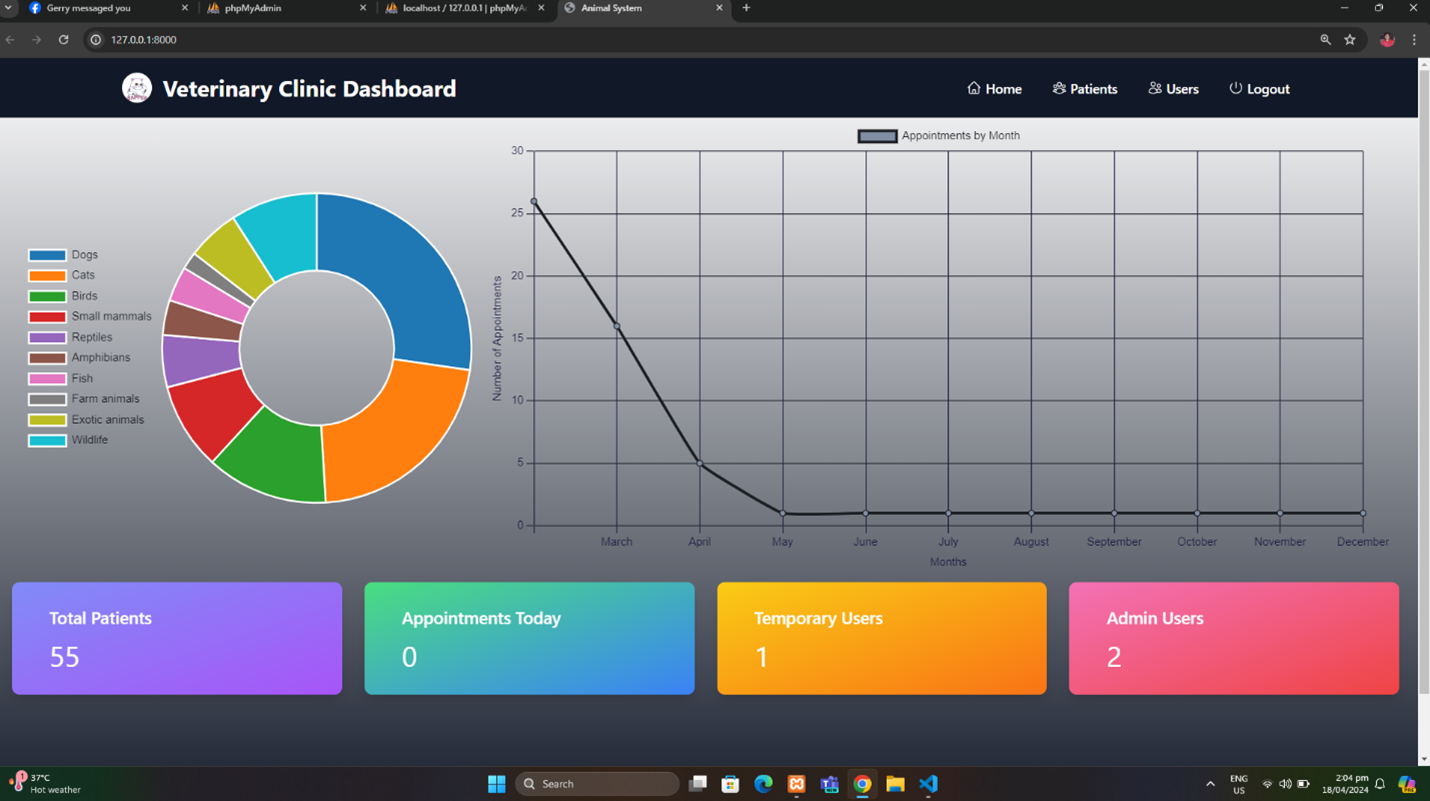 Gerry messaged you
phpMyAdmin
localhost / 127.0.0.1 | phpMyA
Animal System
127.0.0.1:8000
Veterinary Clinic Dashboard
Home
Patients
Users
Logout
Dogs
Cats
Birds
Small mammals
Reptiles
Amphibians
Fish
Farm animals
Exotic animals
Wildlife
Appointments by Month
Number of Appointments
30
25
20
15
10
5
0
March April May June July August September October November December
Months
Total Patients
55
Appointments Today
0
Temporary Users
1
Admin Users
2
1
37°C
Hot weather
Search
ENG
US
2:04 pm
18/04/2024
PRE